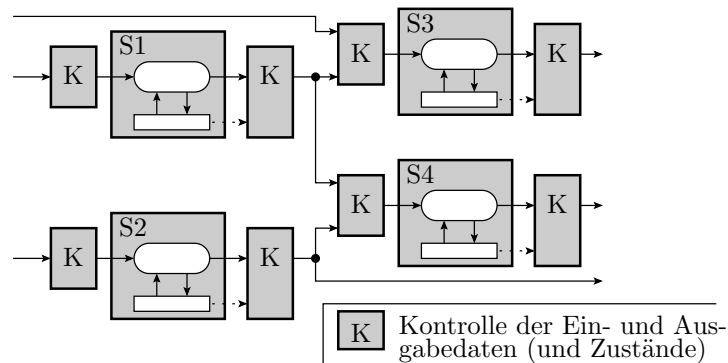 S1
S3
K
K
K
K
S2
S4
K
K
K
K
K Kontrolle der Ein- und Aus-
gabedaten (und Zustände)